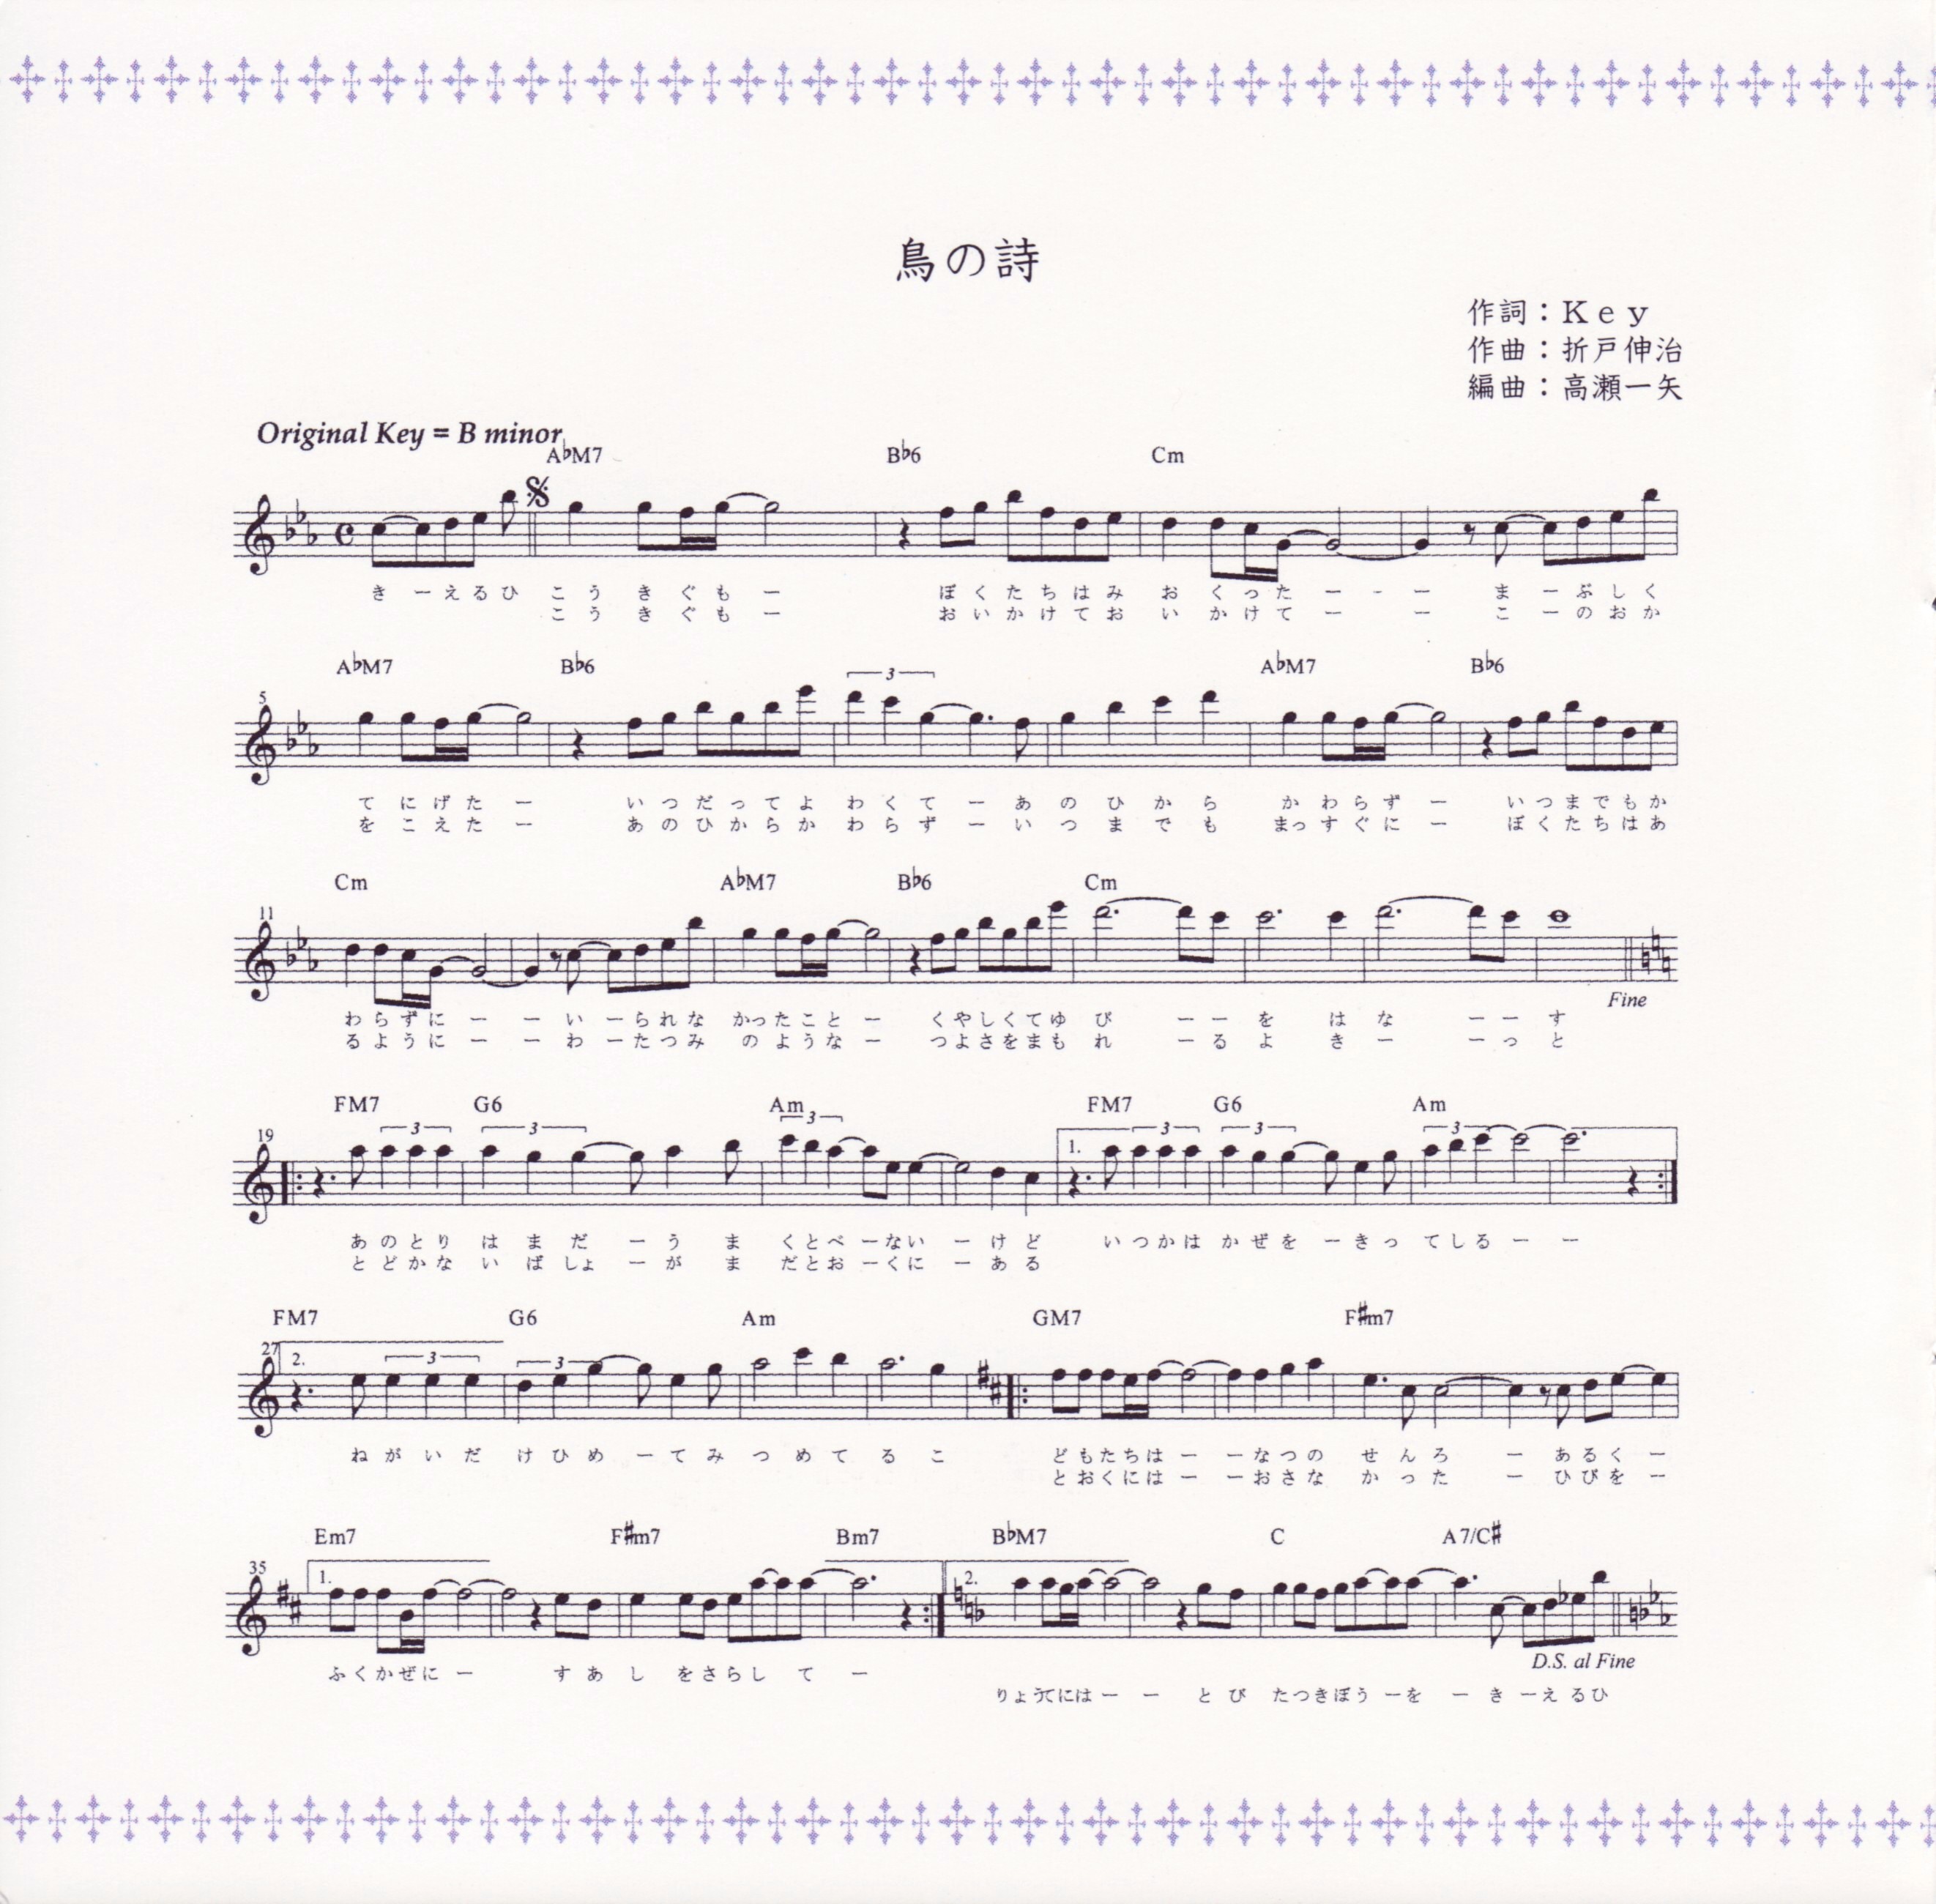 鳥の詩
作詞：Key
作曲：折戸伸治
編曲：高瀬一矢
Original Key = B minor
A♭M7 B♭6 Cm
き ー え る ひ こ う き ぐ も ー ぼ く た ち は み お く っ た ー - ー ま ー ぶ し く
こ う き ぐ も ー お い か け て お い か け て ー ー こ ー の お か
A♭M7 B♭6 3 A♭M7 B♭6
5
て に げ た ー い つ だ っ て よ わ く て ー あ の ひ か ら か わ ら ず ー い つ ま で も か
を こ え た ー あ の ひ か ら か わ ら ず ー い つ ま で も まっ す ぐ に ー ぼ く た ち は あ
Cm A♭M7 B♭6 Cm
11
Fine
わ ら ず に ー ー い ー ら れ な かっ た こ と ー く や し く て ゆ び ー ー を は な ー ー す
る よ う に ー ー わ ー た つ み の よ う な ー つ よ さ を ま も れ ー る よ き ー ー っ と
FM7 G6 Am FM7 G6 Am
19 3 3 3 1. 3 3 3
あ の と り は ま だ ー う ま く と べ ー な い ー け ど い つ か は か ぜ を ー き っ て し る ー ー
と ど か な い ば しょ ー が ま だ と お ー く に ー あ る
FM7 G6 Am GM7 F♯m7
27 2. 3 3
ね が い だ け ひ め ー て み つ め て る こ ど も た ち は ー ー な つ の せ ん ろ ー あ る く ー
と お く に は ー ー お さ な か っ た ー ひ び を ー
Em7 F♯m7 Bm7 B♭M7 C A7/C♯
35 1. 2.
D.S. al Fine
ふ く か ぜ に ー す あ し を さ ら し て ー
りょ う て に は ー ー と び た つ き ぼ う ー を ー き ー え る ひ